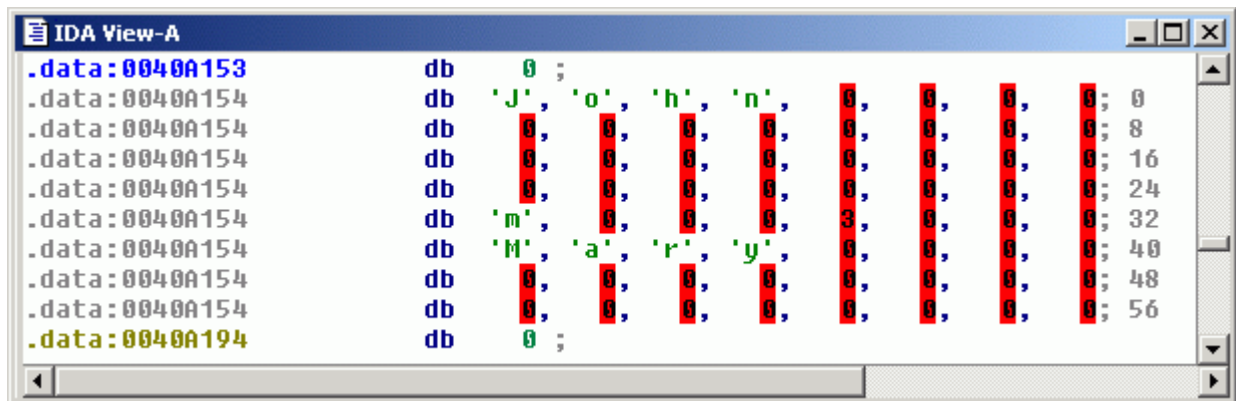 IDA View-A
.data:0040A153 db 0 ;
.data:0040A154 db 'J', 'o', 'h', 'n', 0, 0, 0, 0; 0
.data:0040A154 db 0, 0, 0, 0, 0, 0, 0, 0; 8
.data:0040A154 db 0, 0, 0, 0, 0, 0, 0, 0; 16
.data:0040A154 db 0, 0, 0, 0, 0, 0, 0, 0; 24
.data:0040A154 db 'm', 0, 0, 0, 3, 0, 0, 0; 32
.data:0040A154 db 'M', 'a', 'r', 'y', 0, 0, 0, 0; 40
.data:0040A154 db 0, 0, 0, 0, 0, 0, 0, 0; 48
.data:0040A154 db 0, 0, 0, 0, 0, 0, 0, 0; 56
.data:0040A194 db 0 ;